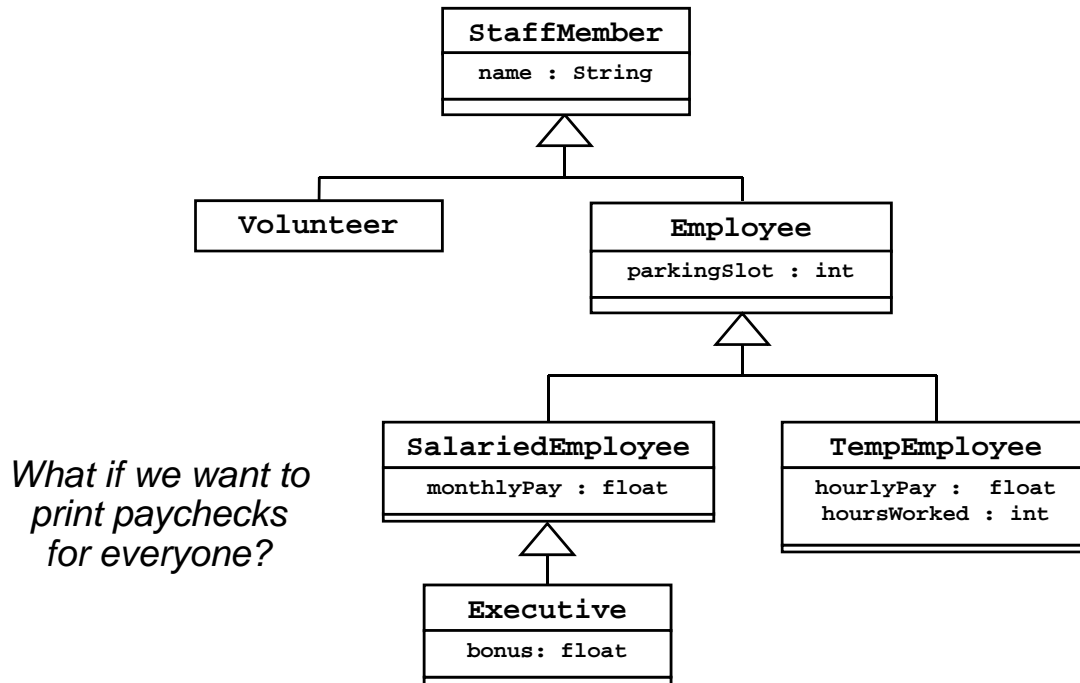 StaffMember
name : String
Volunteer
Employee
parkingSlot : int
SalariedEmployee
monthlyPay : float
TempEmployee
hourlyPay :  float
hoursWorked : int
What if we want to
print paychecks
for everyone?
Executive
bonus: float